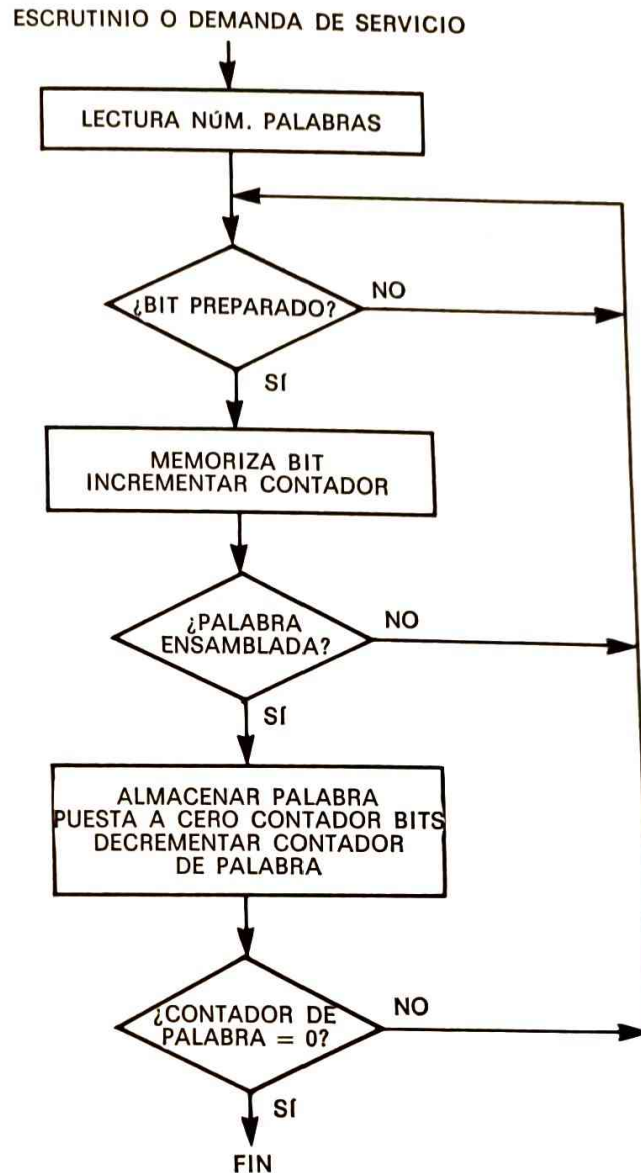 ESCRUTINIO O DEMANDA DE SERVICIO
LECTURA NÚM. PALABRAS
¿BIT PREPARADO?
NO
SÍ
MEMORIZA BIT
INCREMENTAR CONTADOR
¿PALABRA
ENSAMBLADA?
NO
SÍ
ALMACENAR PALABRA
PUESTA A CERO CONTADOR BITS
DECREMENTAR CONTADOR
DE PALABRA
¿CONTADOR DE
PALABRA = 0?
NO
SÍ
FIN